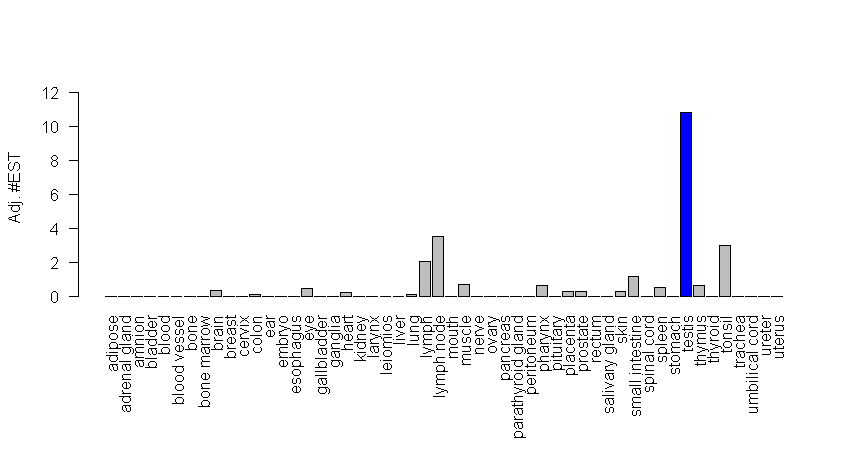 Adj. #EST
12
10
8
6
4
2
0
adipose
adrenal gland
amnion
bladder
blood
blood vessel
bone
bone marrow
brain
breast
cervix
colon
ear
embryo
esophagus
eye
gallbladder
ganglia
heart
kidney
larynx
leiomios
liver
lung
lymph
lymph node
mouth
muscle
nerve
ovary
pancreas
parathyroid gland
peritoneum
pharynx
pituitary
placenta
prostate
rectum
salivary gland
skin
small intestine
spinal cord
spleen
stomach
testis
thymus
thyroid
tonsil
trachea
umbilical cord
ureter
uterus